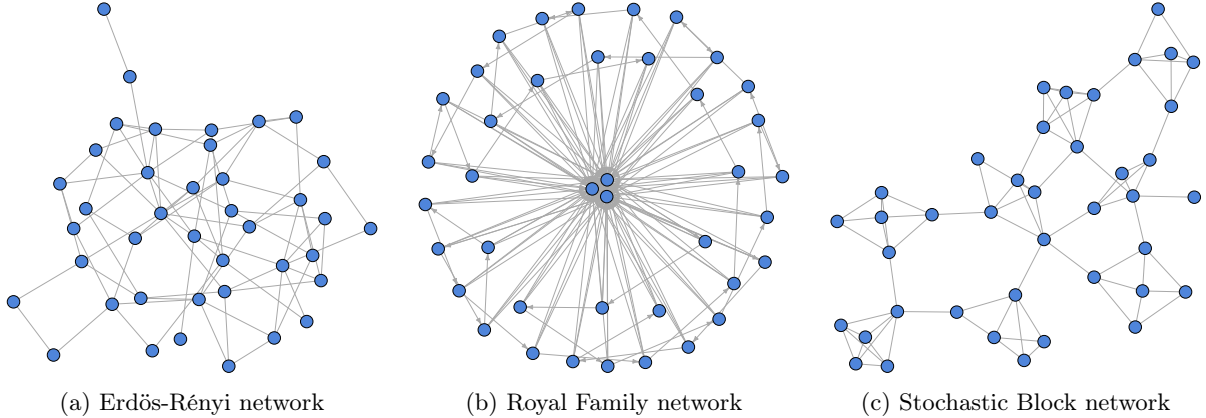 (a) Erdös-Rényi network
(b) Royal Family network
(c) Stochastic Block network